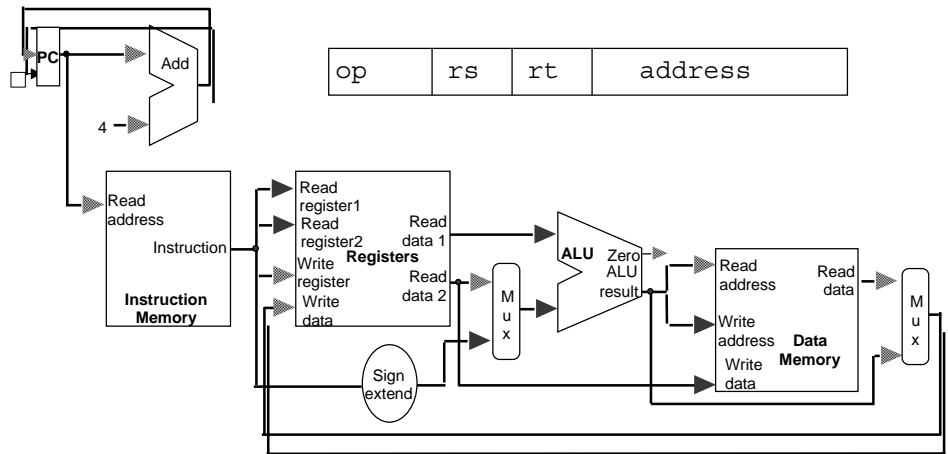 PC
Add
4
op rs rt address
Read
address
Instruction
Instruction
Memory
Read
register1
Read
register2
Write
register
Write
data
Registers
Read
data 1
Read
data 2
Mux
Sign
extend
ALU
Zero
ALU
result
Read
address
Write
address
Write
data
Read
data
Data
Memory
Mux